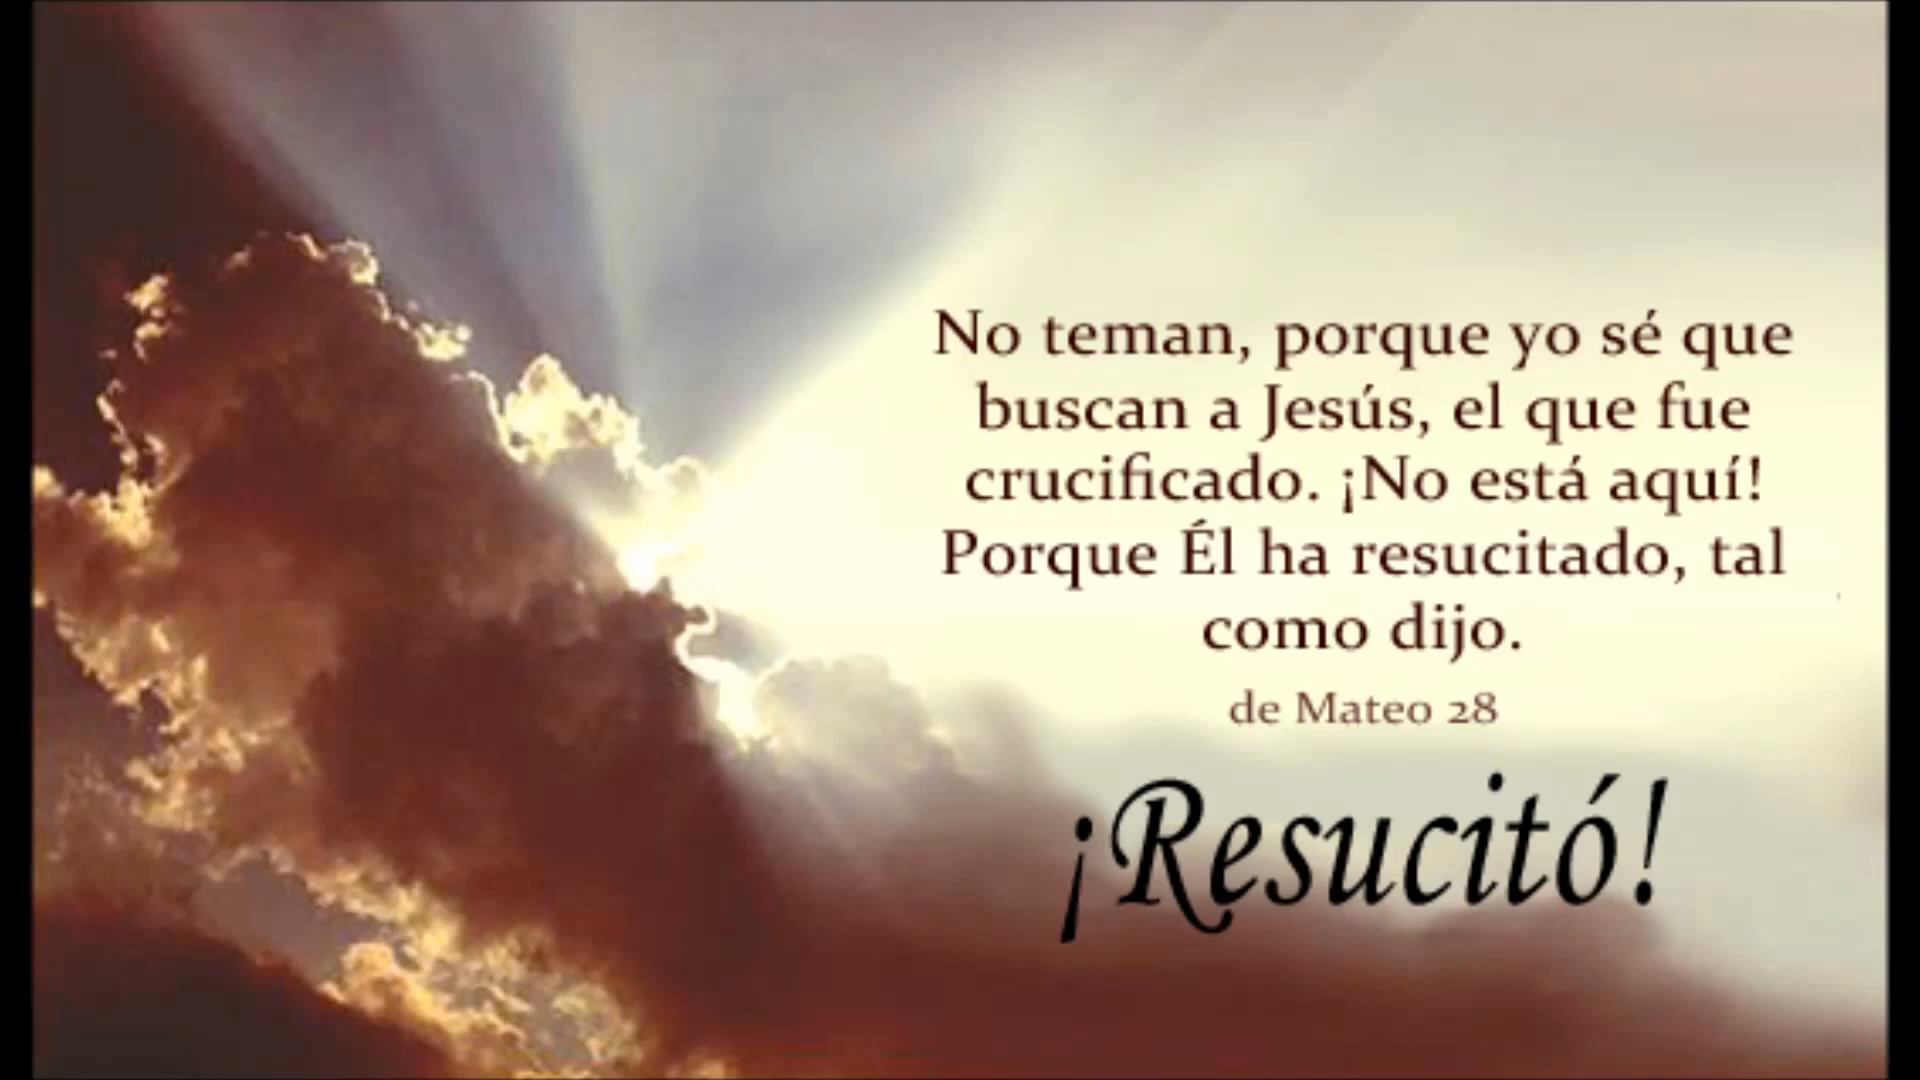 No teman, porque yo sé que
buscan a Jesús, el que fue
crucificado. ¡No está aquí!
Porque Él ha resucitado, tal
como dijo.
de Mateo 28
¡Resucitó!